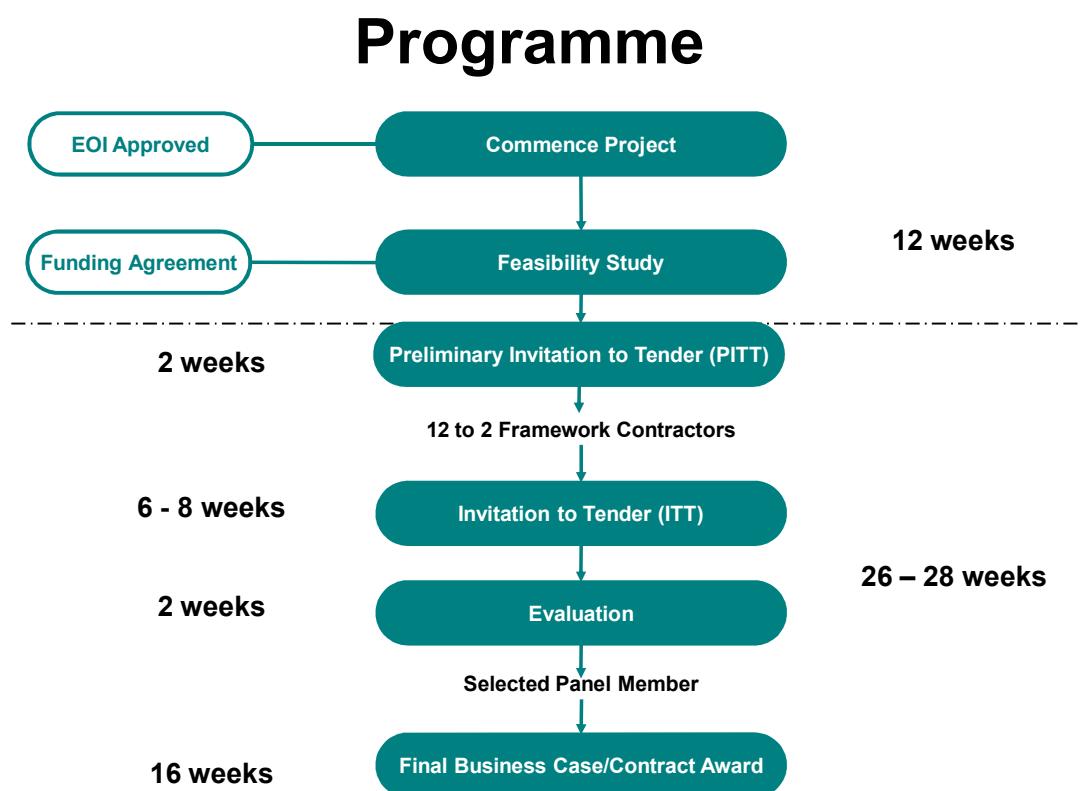 Programme
EOI Approved
Commence Project
12 weeks
Funding Agreement
Feasibility Study
2 weeks
Preliminary Invitation to Tender (PITT)
12 to 2 Framework Contractors
6 - 8 weeks
Invitation to Tender (ITT)
26 – 28 weeks
2 weeks
Evaluation
Selected Panel Member
16 weeks
Final Business Case/Contract Award